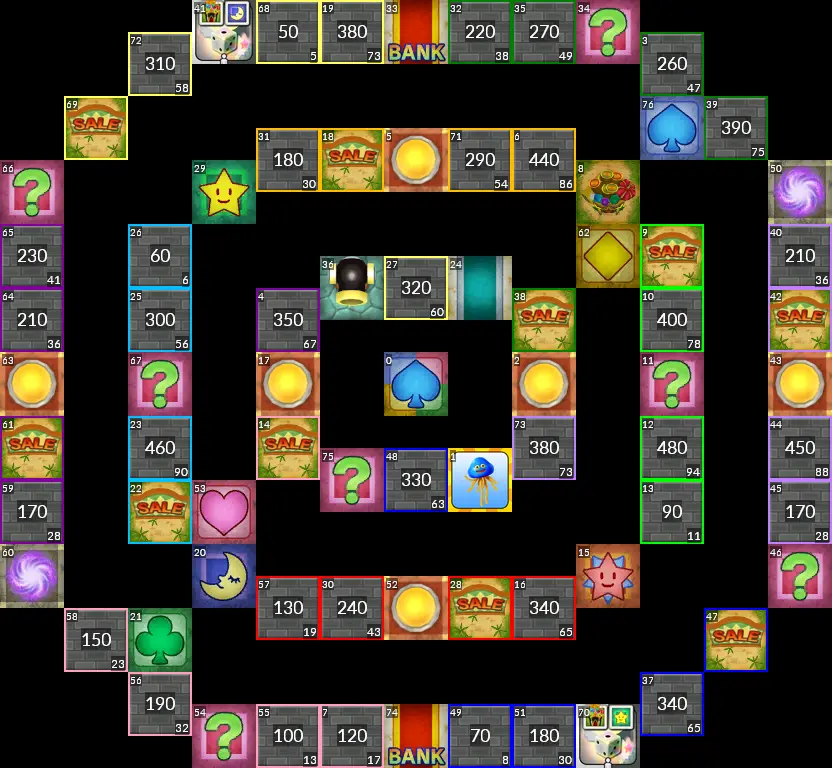 41 68 50 5 19 380 73 33 BANK 32 220 38 35 270 49 34
72 310 58 3 260 47
69 SALE 76 39 390 75
31 180 30 18 SALE 5 71 290 54 6 440 86
66 29 8 50
65 230 41 26 60 6 62 9 SALE 40 210 36
36 27 320 60 24
64 210 36 25 300 56 4 350 67 38 SALE 10 400 78 42 SALE
63 67 17 0 2 11 43
61 SALE 23 460 90 14 SALE 73 380 73 12 480 94 44 450 88
75 48 330 63 1
59 170 28 22 SALE 53 13 90 11 45 170 28
60 20 15 46
57 130 19 30 240 43 52 28 SALE 16 340 65
58 150 23 21 47 SALE
56 190 32 37 340 65
54 55 100 13 7 120 17 74 BANK 49 70 8 51 180 30 70